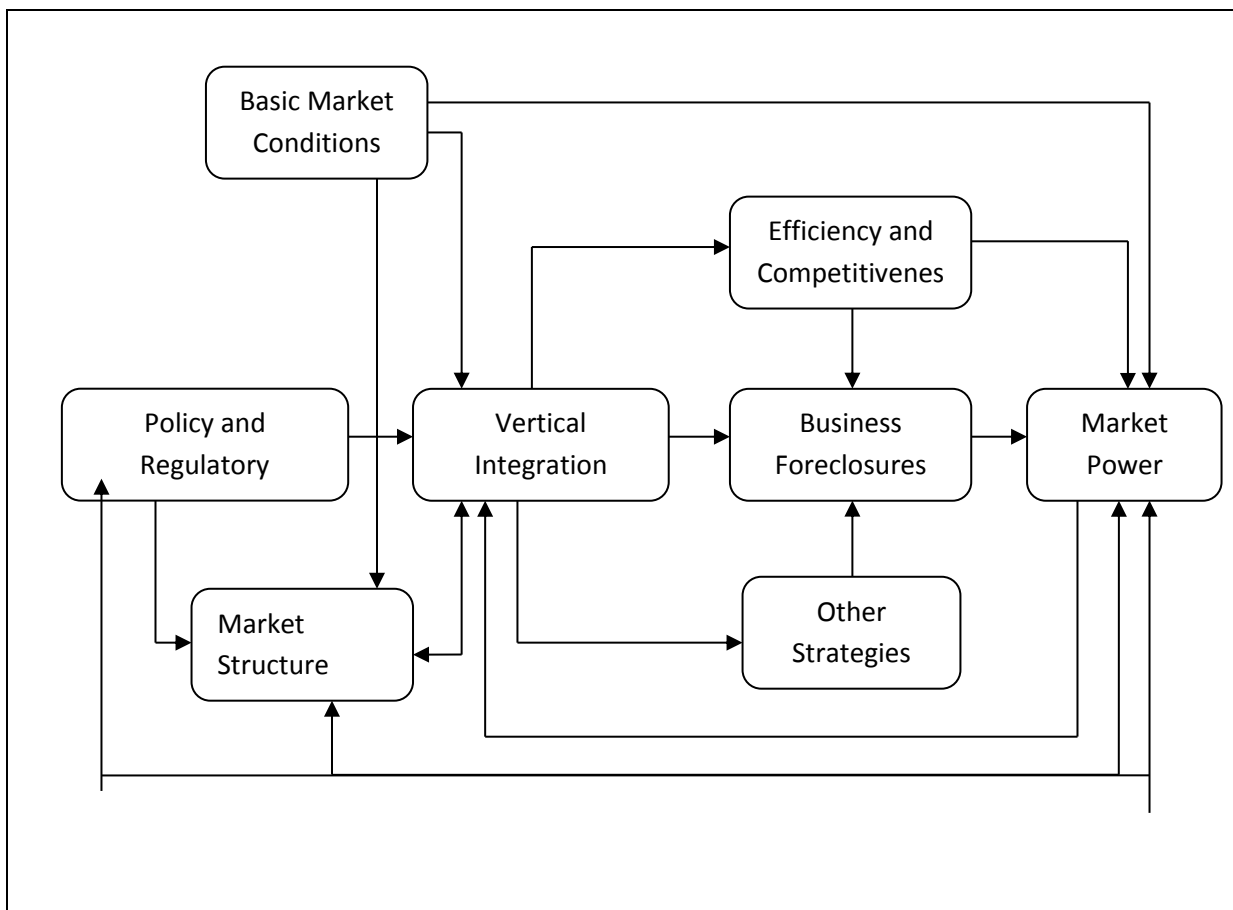 Basic Market
Conditions
Efficiency and
Competitivenes
Policy and
Regulatory
Vertical
Integration
Business
Foreclosures
Market
Power
Market
Structure
Other
Strategies